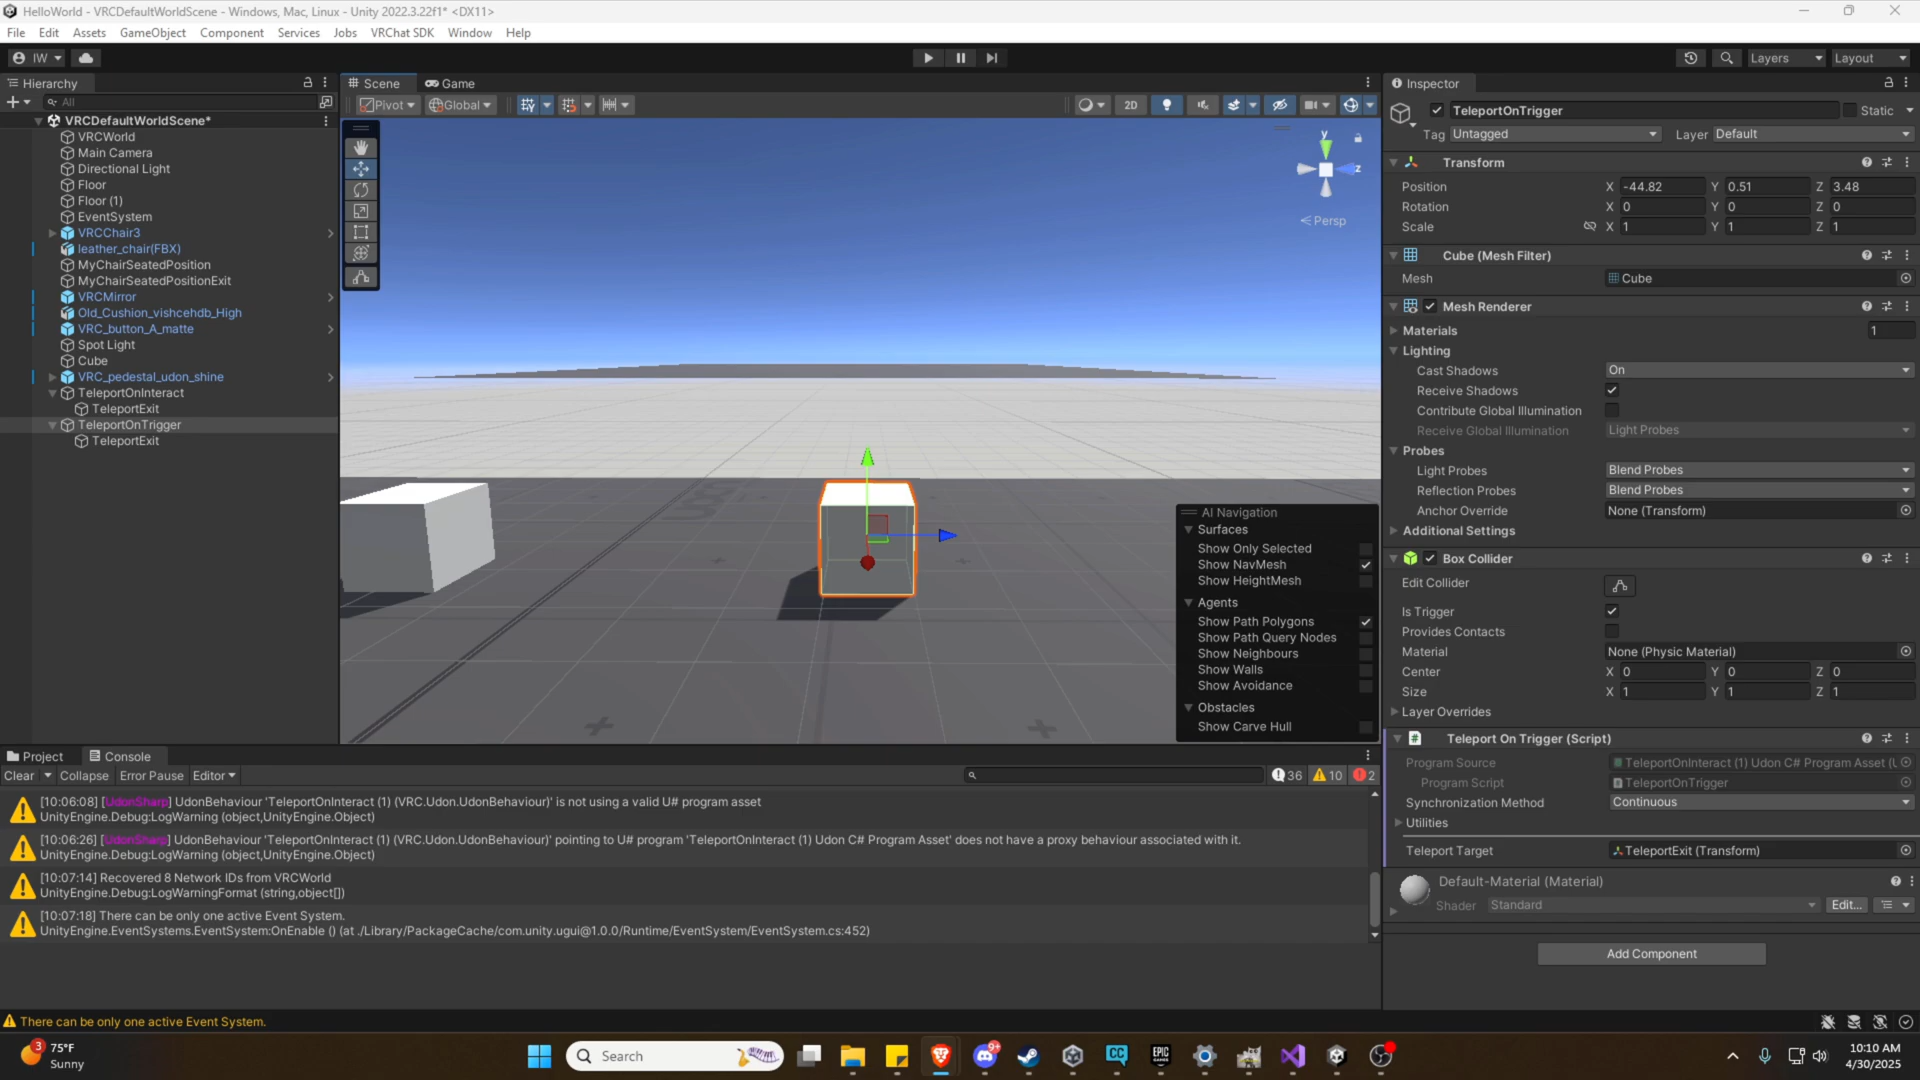 HelloWorld - VRCDefaultWorldScene - Windows, Mac, Linux - Unity 2022.3.22f1* <DX11>
File Edit Assets GameObject Component Services Jobs VRChat SDK Window Help
IW Layers Layout
Hierarchy
All
VRCDefaultWorldScene*
VRCWorld
Main Camera
Directional Light
Floor
Floor (1)
EventSystem
VRCChair3
leather_chair(FBX)
MyChairSeatedPosition
MyChairSeatedPositionExit
VRCMirror
Old_Cushion_vishcehdb_High
VRC_button_A_matte
Spot Light
Cube
VRC_pedestal_udon_shine
TeleportOnInteract
TeleportExit
TeleportOnTrigger
TeleportExit
Scene Game
Pivot Global 2D
y
z
Persp
AI Navigation
Surfaces
Show Only Selected
Show NavMesh
Show HeightMesh
Agents
Show Path Polygons
Show Path Query Nodes
Show Neighbours
Show Walls
Show Avoidance
Obstacles
Show Carve Hull
Inspector
TeleportOnTrigger Static
Tag Untagged Layer Default
Transform
Position X -44.82 Y 0.51 Z 3.48
Rotation X 0 Y 0 Z 0
Scale X 1 Y 1 Z 1
Cube (Mesh Filter)
Mesh Cube
Mesh Renderer
Materials 1
Lighting
Cast Shadows On
Receive Shadows
Contribute Global Illumination
Receive Global Illumination Light Probes
Probes
Light Probes Blend Probes
Reflection Probes Blend Probes
Anchor Override None (Transform)
Additional Settings
Box Collider
Edit Collider
Is Trigger
Provides Contacts
Material None (Physic Material)
Center X 0 Y 0 Z 0
Size X 1 Y 1 Z 1
Layer Overrides
Teleport On Trigger (Script)
Program Source TeleportOnInteract (1) Udon C# Program Asset (U
Program Script TeleportOnTrigger
Synchronization Method Continuous
Utilities
Teleport Target TeleportExit (Transform)
Default-Material (Material)
Shader Standard Edit...
Add Component
Project Console
Clear Collapse Error Pause Editor 36 10 2
[10:06:08] [UdonSharp] UdonBehaviour 'TeleportOnInteract (1) (VRC.Udon.UdonBehaviour)' is not using a valid U# program asset
UnityEngine.Debug:LogWarning (object,UnityEngine.Object)
[10:06:26] [UdonSharp] UdonBehaviour 'TeleportOnInteract (1) (VRC.Udon.UdonBehaviour)' pointing to U# program 'TeleportOnInteract (1) Udon C# Program Asset' does not have a proxy behaviour associated with it.
UnityEngine.Debug:LogWarning (object,UnityEngine.Object)
[10:07:14] Recovered 8 Network IDs from VRCWorld
UnityEngine.Debug:LogWarningFormat (string,object[])
[10:07:18] There can be only one active Event System.
UnityEngine.EventSystems.EventSystem:OnEnable () (at ./Library/PackageCache/com.unity.ugui@1.0.0/Runtime/EventSystem/EventSystem.cs:452)
There can be only one active Event System.
3
75°F
Sunny
Search
9+
CC
EPIC
GAMES
10:10 AM
4/30/2025